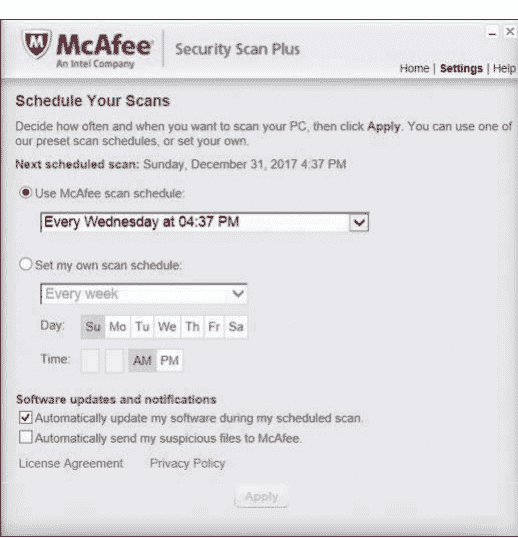 McAfee
An Intel Company
Security Scan Plus
Home | Settings | Help
Schedule Your Scans
Decide how often and when you want to scan your PC, then click Apply. You can use one of
our preset scan schedules, or set your own.
Next scheduled scan: Sunday, December 31, 2017 4:37 PM
Use McAfee scan schedule:
Every Wednesday at 04:37 PM
Set my own scan schedule:
Every week
Day: Su Mo Tu We Th Fr Sa
Time: AM PM
Software updates and notifications
Automatically update my software during my scheduled scan.
Automatically send my suspicious files to McAfee.
License Agreement Privacy Policy
Apply